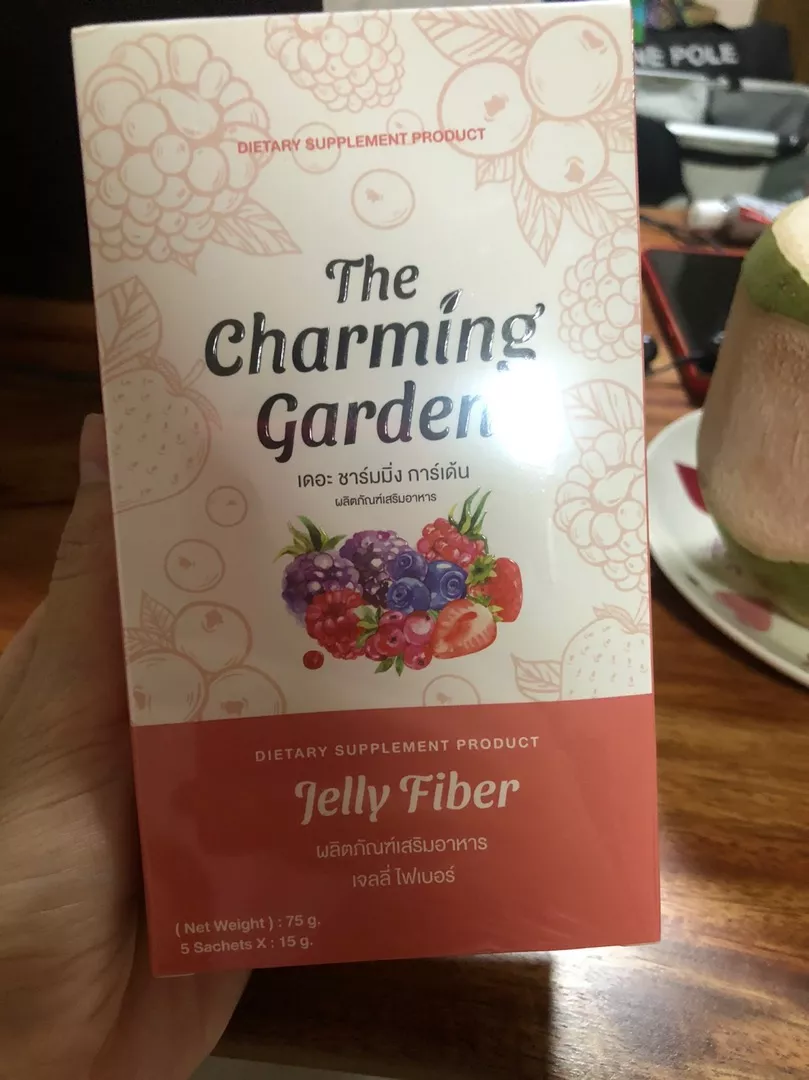 NE POLE
DIETARY SUPPLEMENT PRODUCT
The
Charming
Garden
เดอะ ชาร์มมิ่ง การ์เด้น
ผลิตภัณฑ์เสริมอาหาร
DIETARY SUPPLEMENT PRODUCT
Jelly Fiber
ผลิตภัณฑ์เสริมอาหาร
เจลลี่ ไฟเบอร์
( Net Weight ) : 75 g.
5 Sachets X : 15 g.